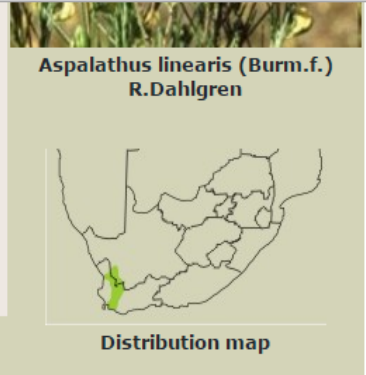 Aspalathus linearis (Burm.f.)
R.Dahlgren
Distribution map